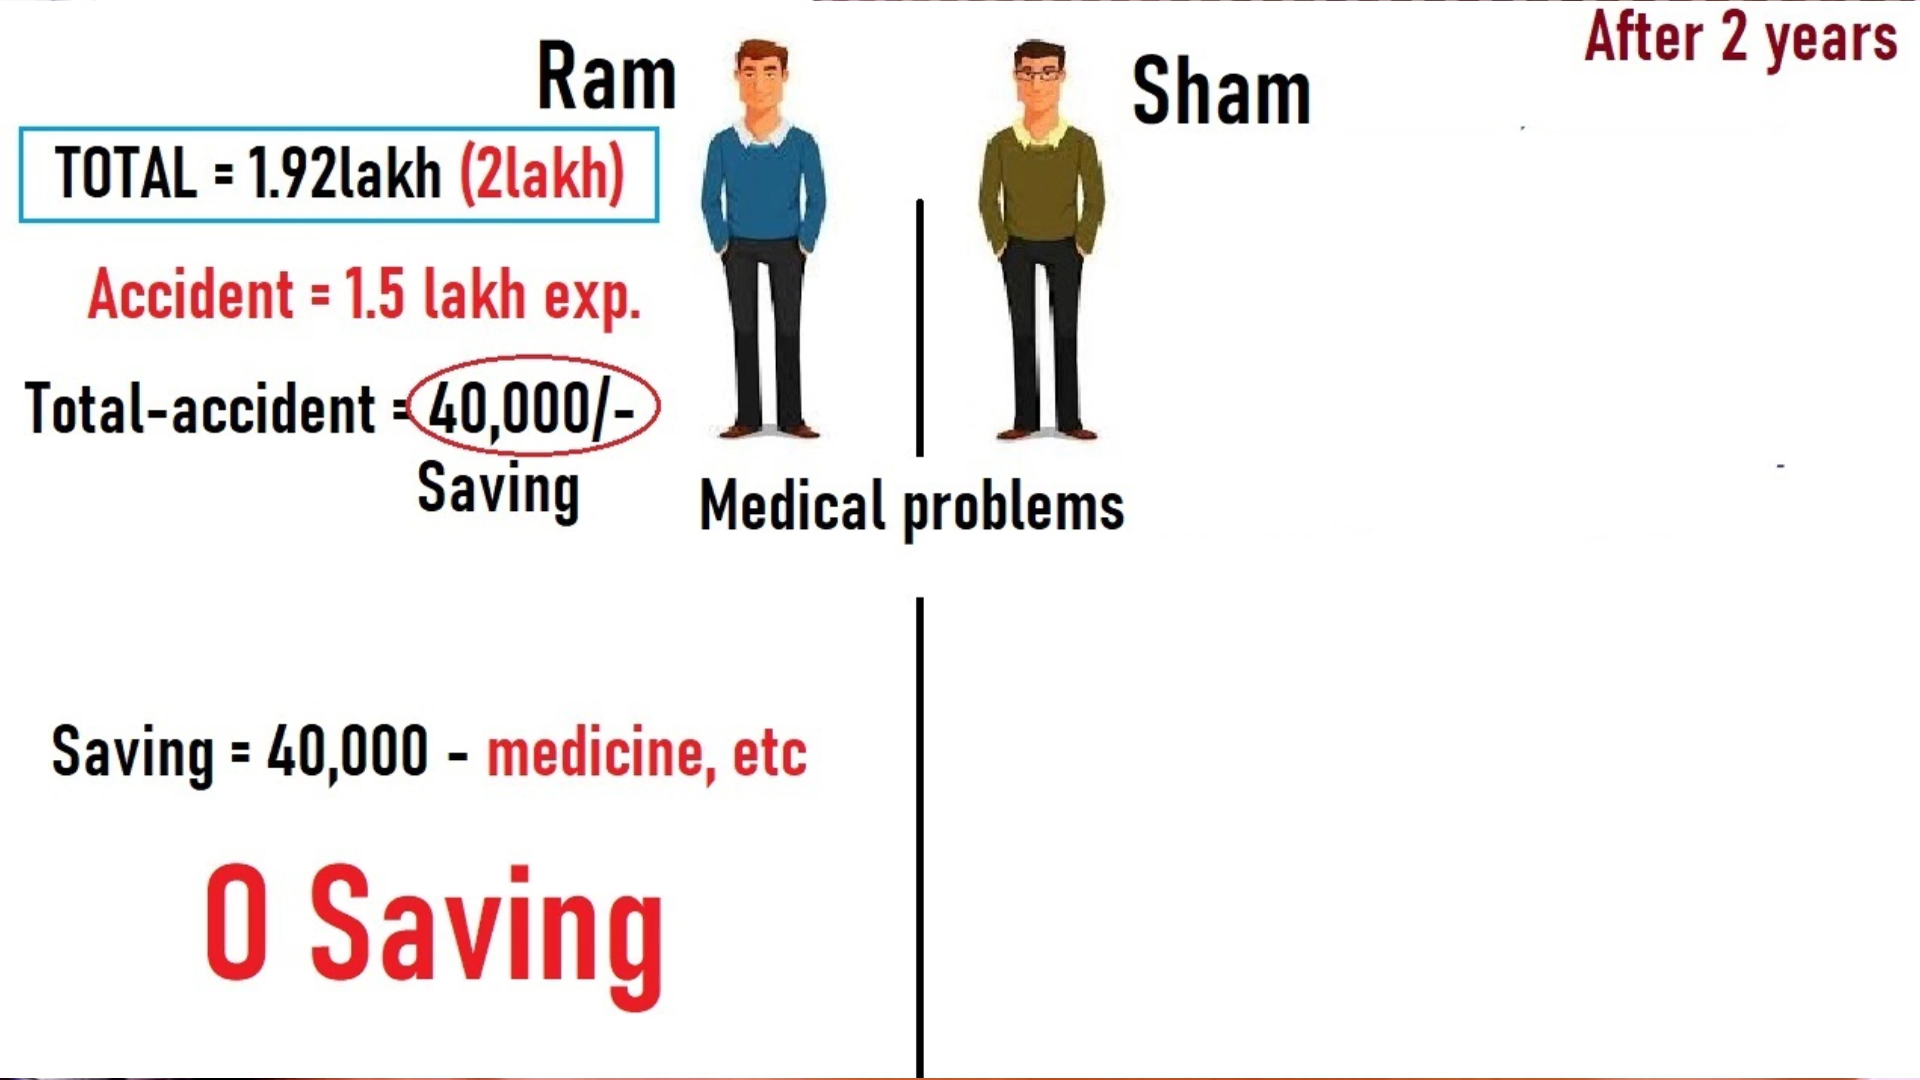 After 2 years
Ram
Sham
TOTAL = 1.92lakh (2lakh)
Accident = 1.5 lakh exp.
Total-accident = 40,000/-
Saving
Medical problems
Saving = 40,000 - medicine, etc
0 Saving